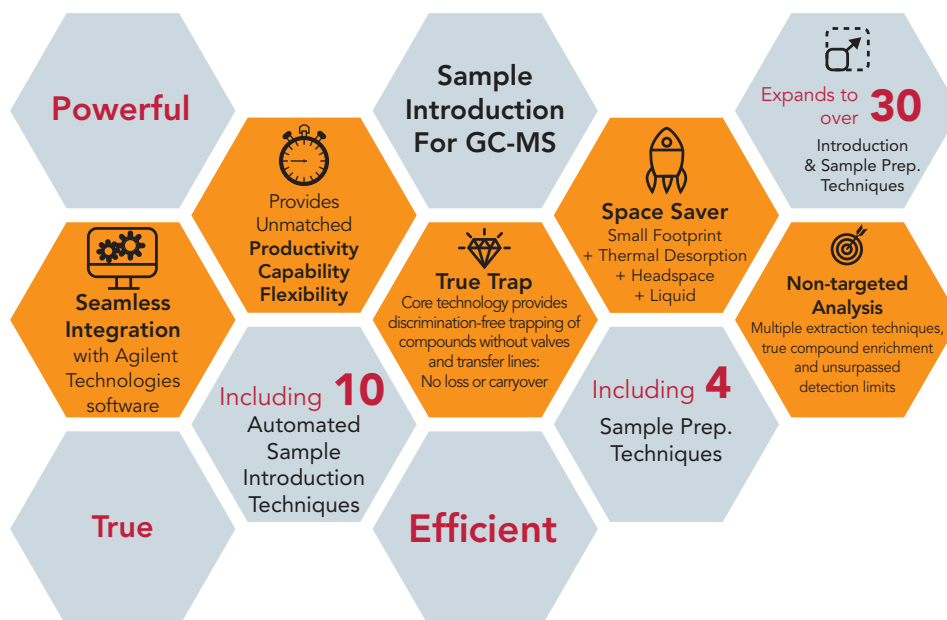 Powerful
Sample
Introduction
For GC-MS
Expands to
over 30
Introduction
& Sample Prep.
Techniques
Provides
Unmatched
Productivity
Capability
Flexibility
Space Saver
Small Footprint
+ Thermal Desorption
+ Headspace
+ Liquid
Seamless
Integration
with Agilent
Technologies
software
True Trap
Core technology provides
discrimination-free trapping of
compounds without valves
and transfer lines:
No loss or carryover
Non-targeted
Analysis
Multiple extraction techniques,
true compound enrichment
and unsurpassed
detection limits
Including 10
Automated
Sample
Introduction
Techniques
Including 4
Sample Prep.
Techniques
True
Efficient